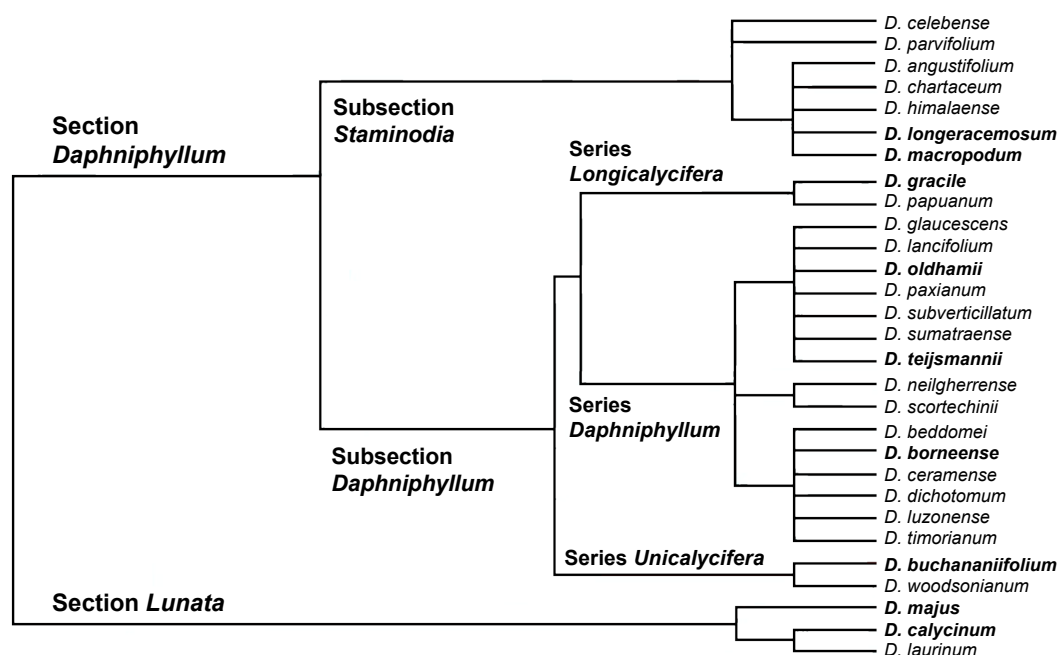 D. celebense
D. parvifolium
D. angustifolium
D. chartaceum
D. himalaense
D. longeracemosum
D. macropodum
Subsection
Staminodia
Section
Daphniphyllum
Series
Longicalycifera
D. gracile
D. papuanum
D. glaucescens
D. lancifolium
D. oldhamii
D. paxianum
D. subverticillatum
D. sumatraense
D. teijsmannii
D. neilgherrense
D. scortechinii
Series
Daphniphyllum
D. beddomei
D. borneense
D. ceramense
D. dichotomum
D. luzonense
D. timorianum
Subsection
Daphniphyllum
Series Unicalycifera
D. buchananiifolium
D. woodsonianum
Section Lunata
D. majus
D. calycinum
D. laurinum